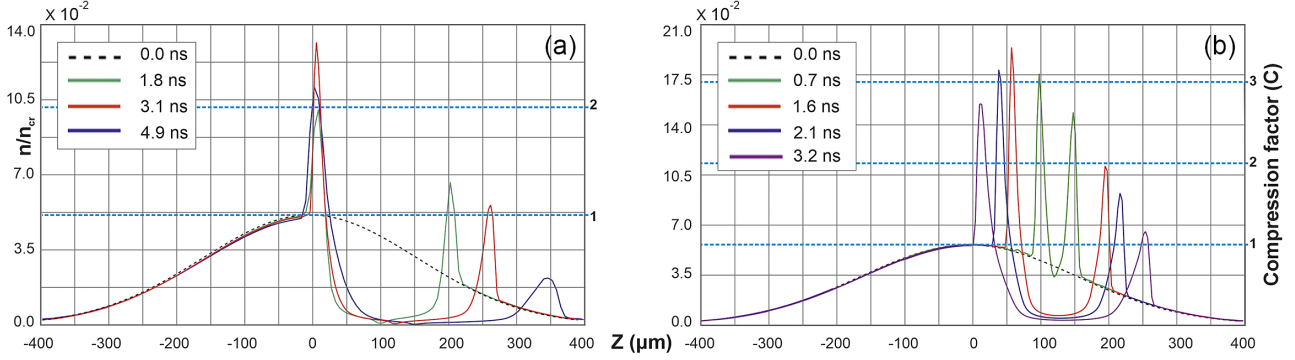 X 10⁻²
14.0
10.5
7.0
3.5
0.0
n/n_cr
(a)
0.0 ns
1.8 ns
3.1 ns
4.9 ns
2
1
-400 -300 -200 -100 0 100 200 300 400
Z (μm)
X 10⁻²
21.0
17.5
14.0
10.5
7.0
3.5
0.0
(b)
0.0 ns
0.7 ns
1.6 ns
2.1 ns
3.2 ns
3
2
1
Compression factor (C)
-400 -300 -200 -100 0 100 200 300 400